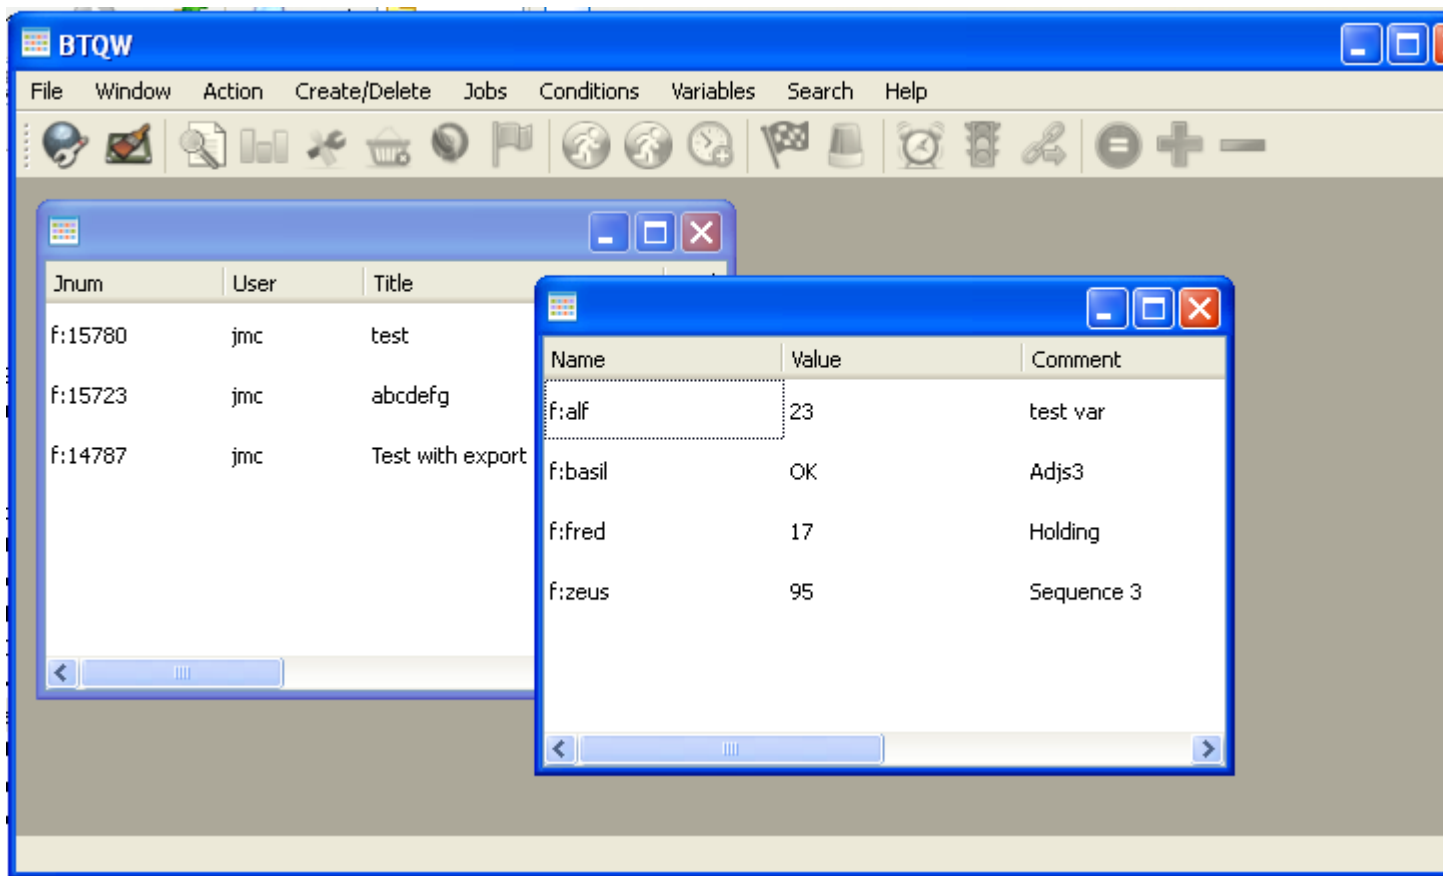 BTQW
File Window Action Create/Delete Jobs Conditions Variables Search Help
Jnum User Title
f:15780 jmc test
f:15723 jmc abcdefg
f:14787 jmc Test with export
Name Value Comment
f:alf 23 test var
f:basil OK Adjs3
f:fred 17 Holding
f:zeus 95 Sequence 3